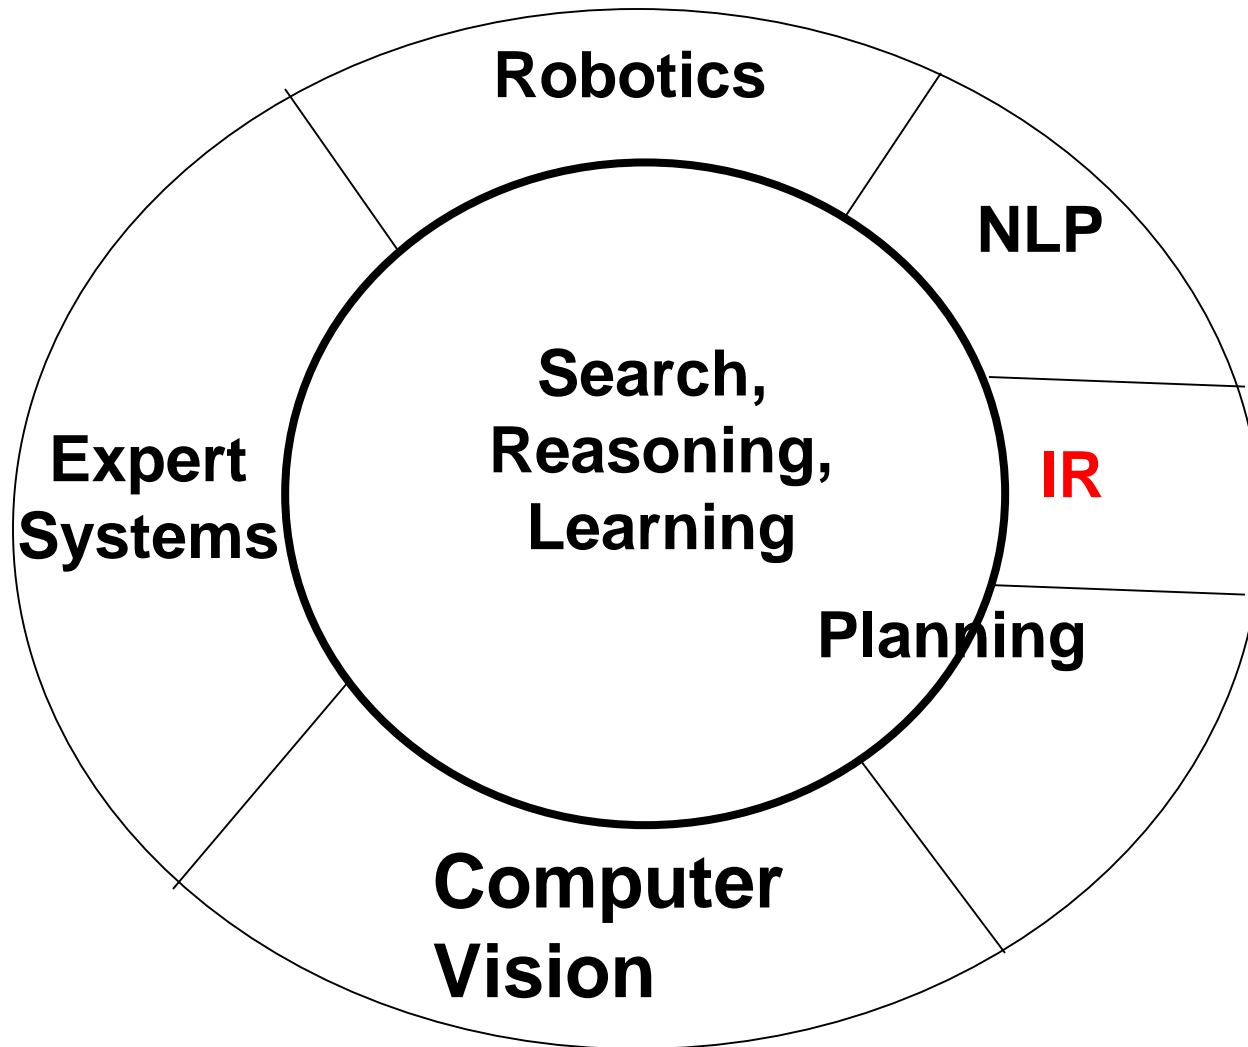 Robotics
NLP
Search,
Reasoning,
Learning
Expert
Systems
IR
Planning
Computer
Vision